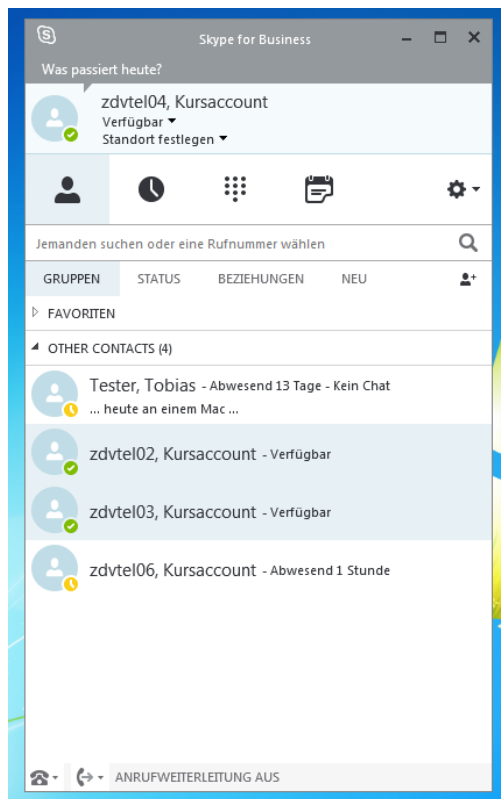 Skype for Business
Was passiert heute?
zdvtel04, Kursaccount
Verfügbar
Standort festlegen
Jemanden suchen oder eine Rufnummer wählen
GRUPPEN STATUS BEZIEHUNGEN NEU
FAVORITEN
OTHER CONTACTS (4)
Tester, Tobias - Abwesend 13 Tage - Kein Chat
... heute an einem Mac ...
zdvtel02, Kursaccount - Verfügbar
zdvtel03, Kursaccount - Verfügbar
zdvtel06, Kursaccount - Abwesend 1 Stunde
ANRUFWEITERLEITUNG AUS